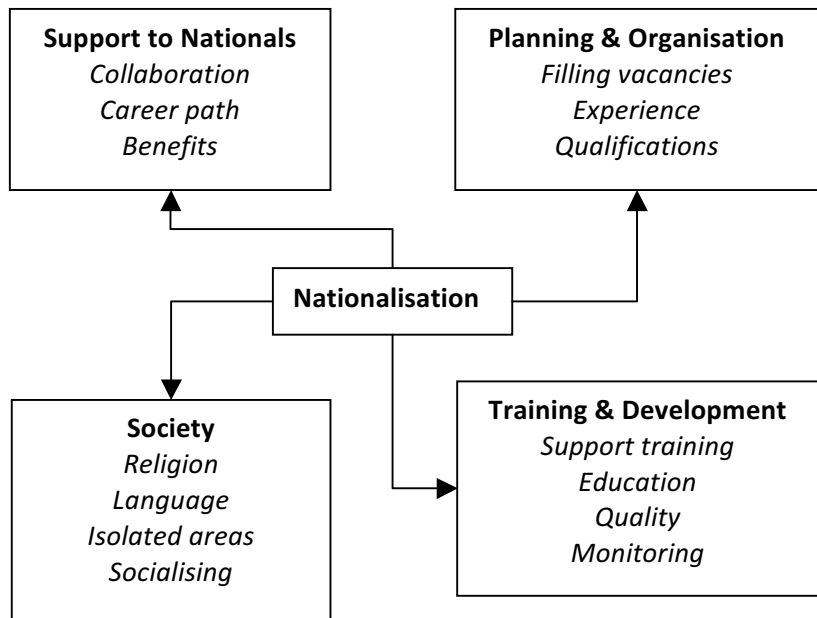 Support to Nationals
Collaboration
Career path
Benefits
Planning & Organisation
Filling vacancies
Experience
Qualifications
Nationalisation
Society
Religion
Language
Isolated areas
Socialising
Training & Development
Support training
Education
Quality
Monitoring